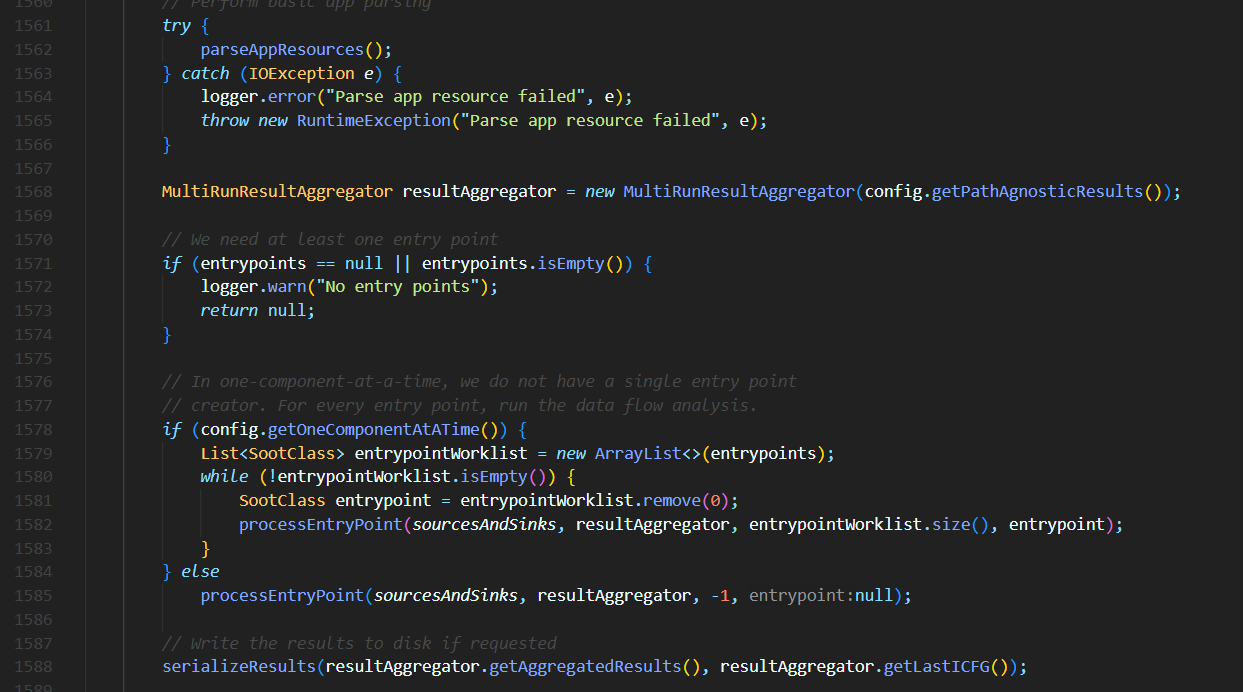 1560 // Perform basic app parsing
1561 try {
1562 parseAppResources();
1563 } catch (IOException e) {
1564 logger.error("Parse app resource failed", e);
1565 throw new RuntimeException("Parse app resource failed", e);
1566 }
1567
1568 MultiRunResultAggregator resultAggregator = new MultiRunResultAggregator(config.getPathAgnosticResults());
1569
1570 // We need at least one entry point
1571 if (entrypoints == null || entrypoints.isEmpty()) {
1572 logger.warn("No entry points");
1573 return null;
1574 }
1575
1576 // In one-component-at-a-time, we do not have a single entry point
1577 // creator. For every entry point, run the data flow analysis.
1578 if (config.getOneComponentAtATime()) {
1579 List<SootClass> entrypointWorklist = new ArrayList<>(entrypoints);
1580 while (!entrypointWorklist.isEmpty()) {
1581 SootClass entrypoint = entrypointWorklist.remove(0);
1582 processEntryPoint(sourcesAndSinks, resultAggregator, entrypointWorklist.size(), entrypoint);
1583 }
1584 } else
1585 processEntryPoint(sourcesAndSinks, resultAggregator, -1, entrypoint:null);
1586
1587 // Write the results to disk if requested
1588 serializeResults(resultAggregator.getAggregatedResults(), resultAggregator.getLastICFG());
1589